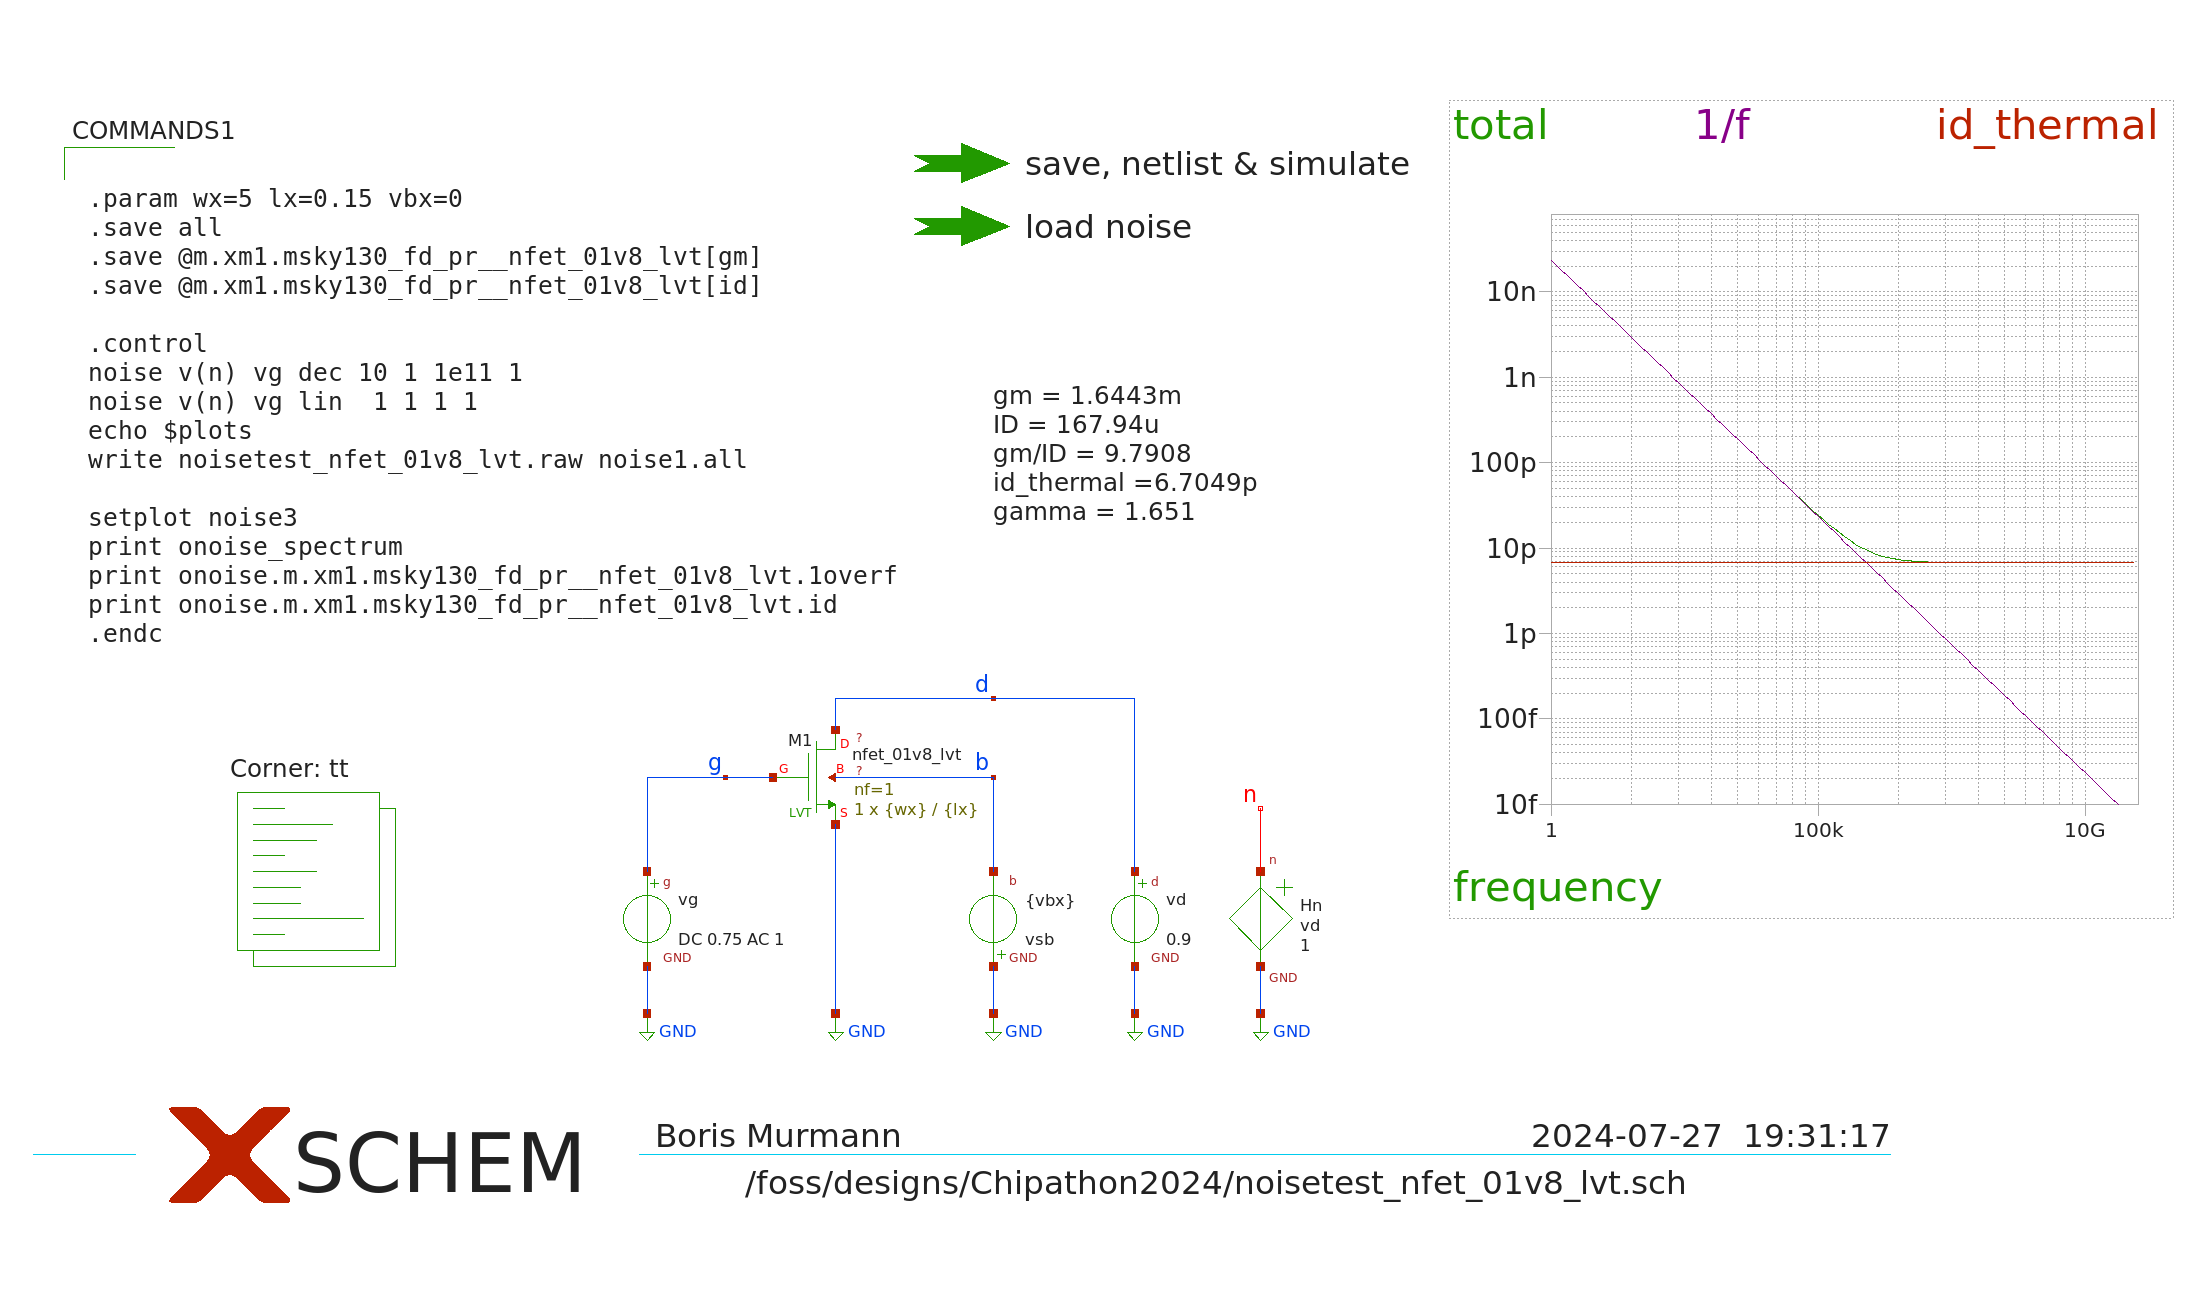 COMMANDS1
.param wx=5 lx=0.15 vbx=0
.save all
.save @m.xm1.msky130_fd_pr__nfet_01v8_lvt[gm]
.save @m.xm1.msky130_fd_pr__nfet_01v8_lvt[id]
.control
noise v(n) vg dec 10 1 1e11 1
noise v(n) vg lin  1 1 1 1
echo $plots
write noisetest_nfet_01v8_lvt.raw noise1.all
setplot noise3
print onoise_spectrum
print onoise.m.xm1.msky130_fd_pr__nfet_01v8_lvt.1overf
print onoise.m.xm1.msky130_fd_pr__nfet_01v8_lvt.id
.endc
save, netlist & simulate
load noise
gm = 1.6443m
ID = 167.94u
gm/ID = 9.7908
id_thermal =6.7049p
gamma = 1.651
total 1/f id_thermal
10n
1n
100p
10p
1p
100f
10f
1 100k 10G
frequency
Corner: tt
d
g
b
M1
D ?
nfet_01v8_lvt
G
B ?
nf=1
LVT
S
1 x {wx} / {lx}
n
g
vg
DC 0.75 AC 1
GND
GND
GND
b
{vbx}
vsb
GND
GND
d
vd
0.9
GND
GND
n
Hn
vd
1
GND
GND
XSCHEM
Boris Murmann
2024-07-27  19:31:17
/foss/designs/Chipathon2024/noisetest_nfet_01v8_lvt.sch